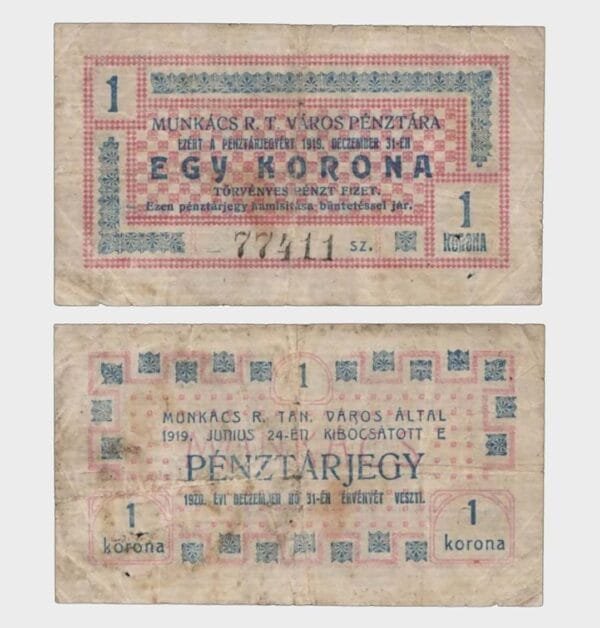 1
MUNKÁCS R. T. VÁROS PÉNZTÁRA
EZÉRT A PÉNZTÁRJEGYÉRT 1919. DECZEMBER 31-ÉN
EGY KORONA
TÖRVÉNYES PÉNZT FIZET.
Ezen pénztárjegy hamisitása büntetéssel jár.
77411 SZ.
1
KORONA
1
MUNKÁCS R. TAN. VÁROS ÁLTAL
1919. JUNIUS 24-ÉN KIBOCSÁTOTT E
PÉNZTÁRJEGY
1920. ÉVI DECZEMBER HÓ 31-ÉN ÉRVÉNYÉT VESZTI.
1
korona
1
korona